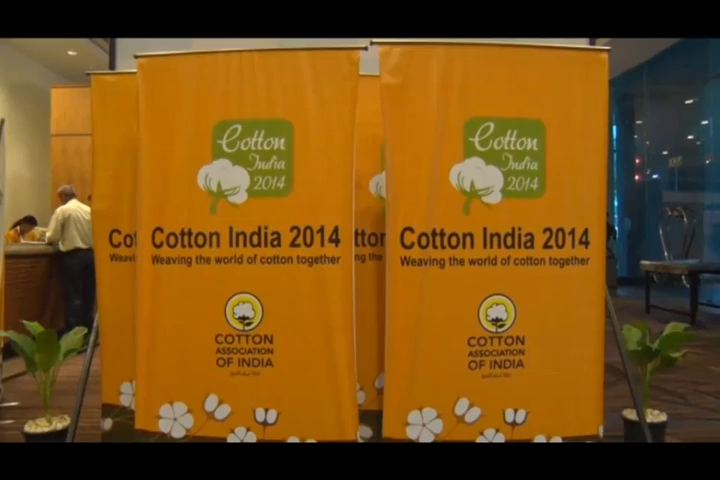 Cotton
India
2014
Cotton India 2014
Weaving the world of cotton together
COTTON
ASSOCIATION
OF INDIA
Cotton
India
2014
Cotton India 2014
Weaving the world of cotton together
COTTON
ASSOCIATION
OF INDIA